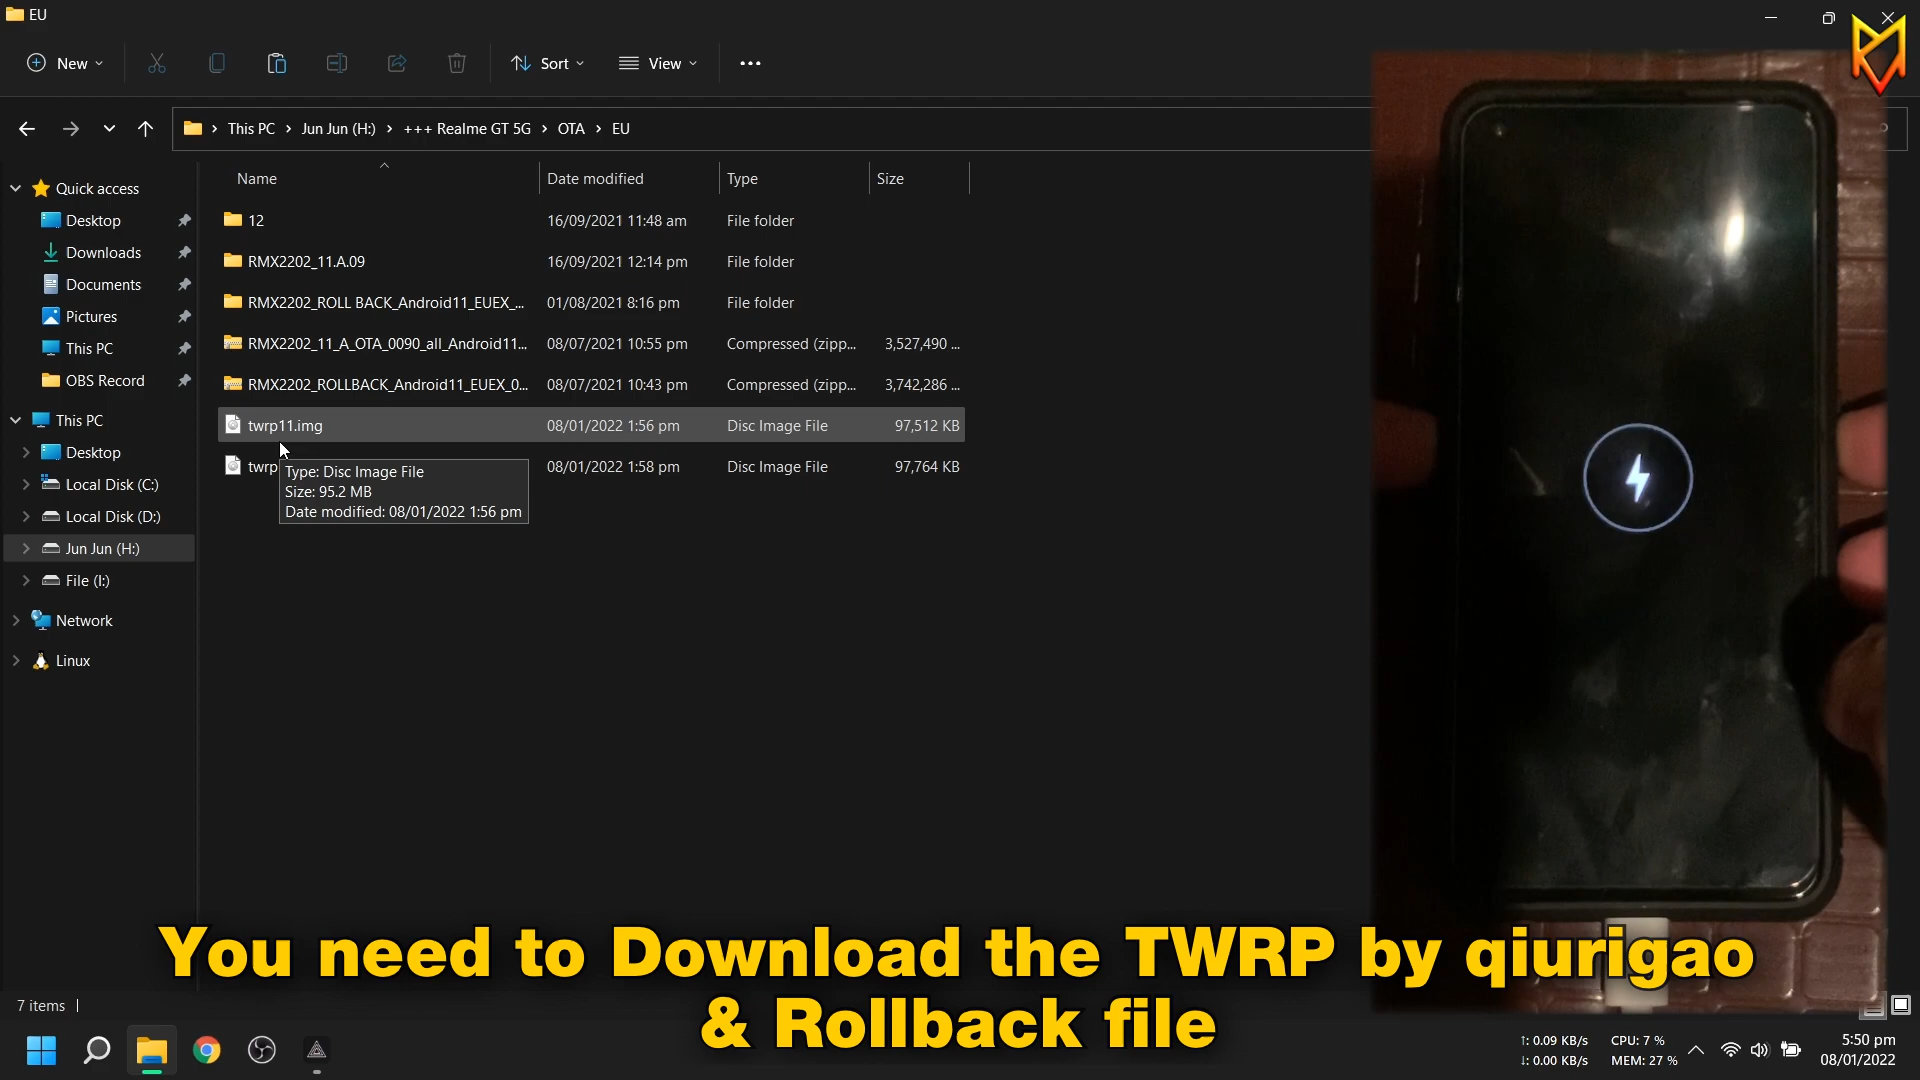 EU
New
Sort
View
This PC > Jun Jun (H:) > +++ Realme GT 5G > OTA > EU
Name Date modified Type Size
Quick access
Desktop
Downloads
Documents
Pictures
This PC
OBS Record
This PC
Desktop
Local Disk (C:)
Local Disk (D:)
Jun Jun (H:)
File (I:)
Network
Linux
12 16/09/2021 11:48 am File folder
RMX2202_11.A.09 16/09/2021 12:14 pm File folder
RMX2202_ROLL BACK_Android11_EUEX_... 01/08/2021 8:16 pm File folder
RMX2202_11_A_OTA_0090_all_Android11... 08/07/2021 10:55 pm Compressed (zipp... 3,527,490 ...
RMX2202_ROLLBACK_Android11_EUEX_0... 08/07/2021 10:43 pm Compressed (zipp... 3,742,286 ...
twrp11.img 08/01/2022 1:56 pm Disc Image File 97,512 KB
twrp 08/01/2022 1:58 pm Disc Image File 97,764 KB
Type: Disc Image File
Size: 95.2 MB
Date modified: 08/01/2022 1:56 pm
You need to Download the TWRP by qiurigao
& Rollback file
7 items
↑: 0.09 KB/s CPU: 7 %
↓: 0.00 KB/s MEM: 27 %
5:50 pm
08/01/2022